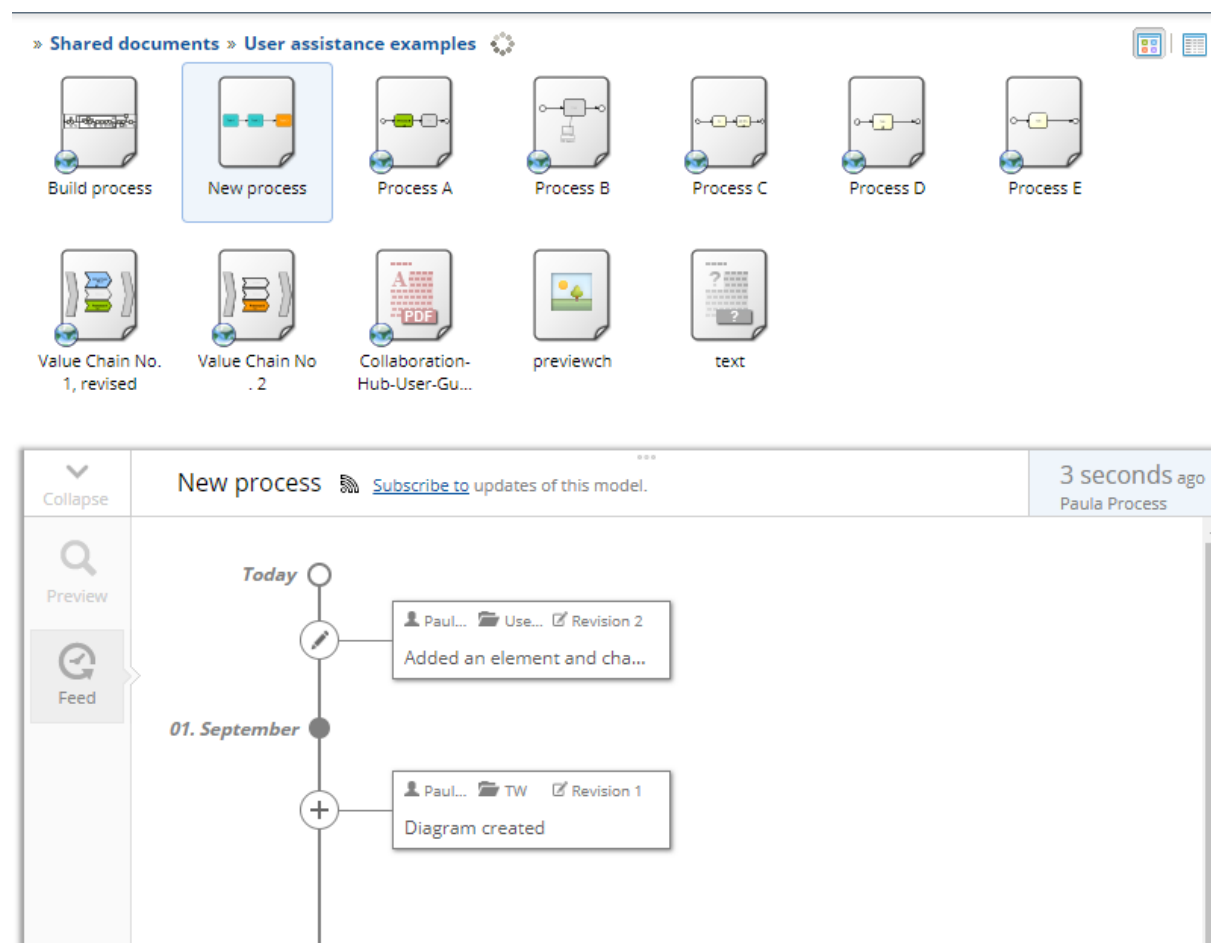 » Shared documents » User assistance examples
Build process
New process
Process A
Process B
Process C
Process D
Process E
Value Chain No.
1, revised
Value Chain No
. 2
A
PDF
Collaboration-
Hub-User-Gu...
previewch
?
?
text
Collapse
New process Subscribe to updates of this model.
3 seconds ago
Paula Process
Preview
Feed
Today
Paul... Use... Revision 2
Added an element and cha...
01. September
Paul... TW Revision 1
Diagram created